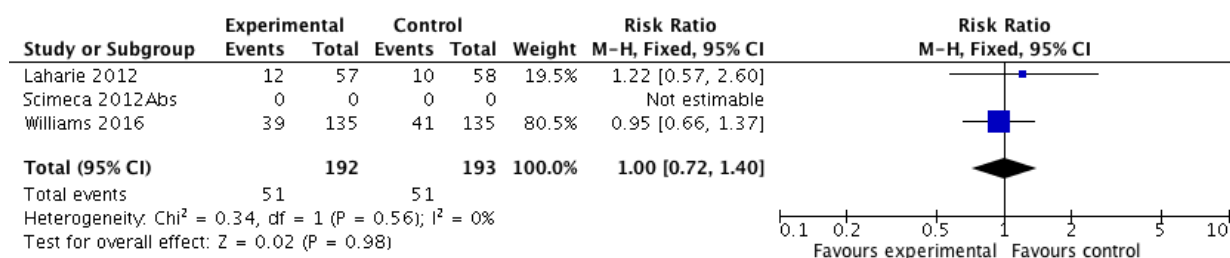 Experimental Control Risk Ratio Risk Ratio
Study or Subgroup Events Total Events Total Weight M-H, Fixed, 95% CI M-H, Fixed, 95% CI
Laharie 2012 12 57 10 58 19.5% 1.22 [0.57, 2.60]
Scimeca 2012Abs 0 0 0 0 Not estimable
Williams 2016 39 135 41 135 80.5% 0.95 [0.66, 1.37]
Total (95% CI) 192 193 100.0% 1.00 [0.72, 1.40]
Total events 51 51
Heterogeneity: Chi² = 0.34, df = 1 (P = 0.56); I² = 0%
Test for overall effect: Z = 0.02 (P = 0.98)
0.1 0.2 0.5 1 2 5 10
Favours experimental Favours control